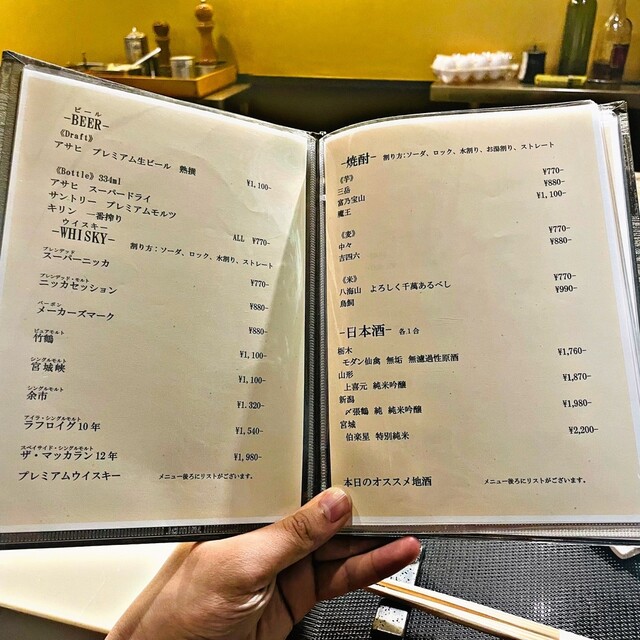 ビール
-BEER-
《Draft》
アサヒ プレミアム生ビール 熟撰 ¥1,100-
《Bottle》334ml
アサヒ スーパードライ
サントリー プレミアムモルツ
キリン 一番搾り ALL ¥770-
ウイスキー
-WHISKY- 割り方:ソーダ、ロック、水割り、ストレート
ブレンデッド
スーパーニッカ ¥770-
ブレンデッド・モルト
ニッカセッション ¥880-
バーボン
メーカーズマーク ¥880-
ピュアモルト
竹鶴 ¥1,100-
シングルモルト
宮城峡 ¥1,100-
シングルモルト
余市 ¥1.320-
アイラ・シングルモルト
ラフロイグ10年 ¥1,540-
スペイサイド・シングルモルト
ザ・マッカラン12年 ¥1,980-
プレミアムウイスキー メニュー後ろにリストがございます。
-焼酎- 割り方:ソーダ、ロック、水割り、お湯割り、ストレート
《芋》
三岳 ¥770-
富乃宝山 ¥880-
魔王 ¥1,100-
《麦》
中々 ¥770-
吉四六 ¥880-
《米》
八海山 よろしく千萬あるべし ¥770-
鳥飼 ¥990-
-日本酒- 各1合
栃木
モダン仙禽 無垢 無濾過性原酒 ¥1,760-
山形
上喜元 純米吟醸 ¥1,870-
新潟
〆張鶴 純 純米吟醸 ¥1,980-
宮城
伯楽星 特別純米 ¥2,200-
本日のオススメ地酒 メニュー後ろにリストがございます。